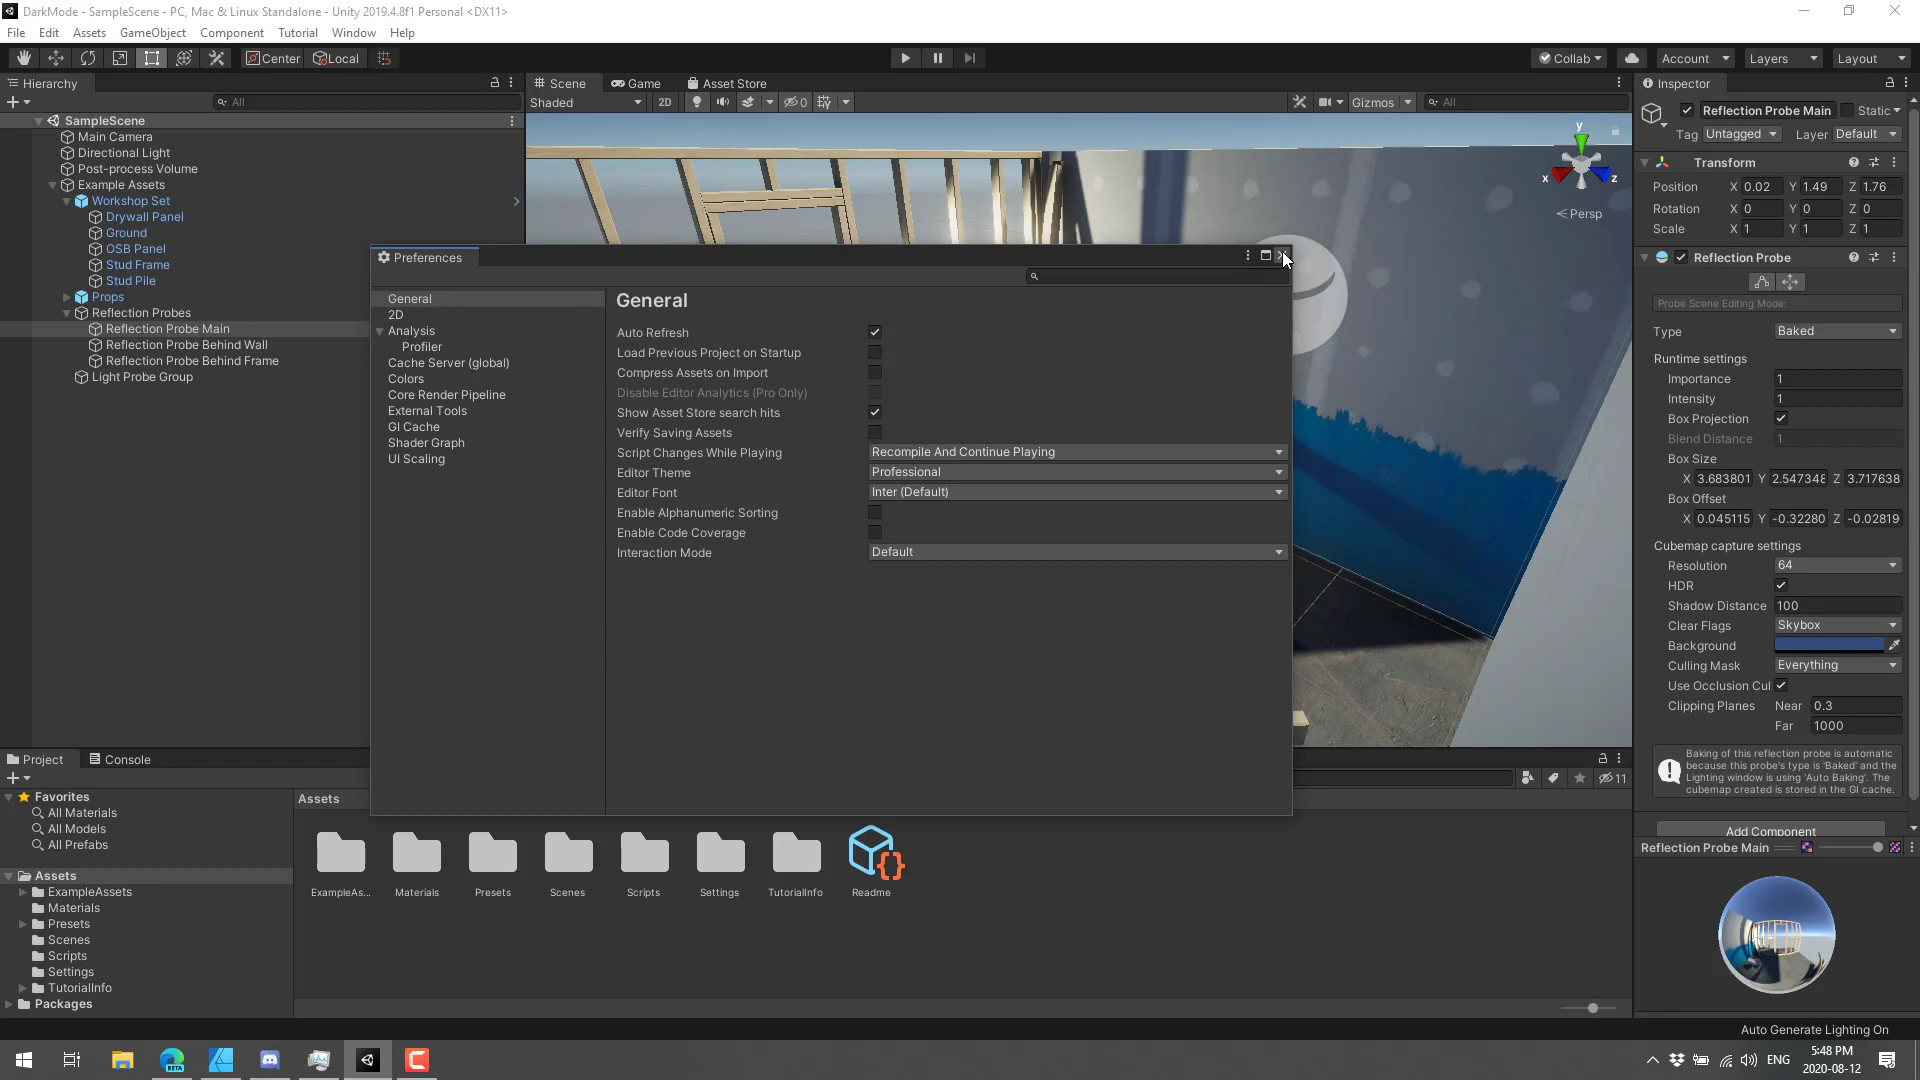 DarkMode - SampleScene - PC, Mac & Linux Standalone - Unity 2019.4.8f1 Personal <DX11>
File Edit Assets GameObject Component Tutorial Window Help
Center Local
Collab Account Layers Layout
Hierarchy
All
SampleScene
Main Camera
Directional Light
Post-process Volume
Example Assets
Workshop Set
Drywall Panel
Ground
OSB Panel
Stud Frame
Stud Pile
Props
Reflection Probes
Reflection Probe Main
Reflection Probe Behind Wall
Reflection Probe Behind Frame
Light Probe Group
Scene Game Asset Store
Shaded 2D 0 Gizmos All
y
x z
Persp
Preferences
General
2D
Analysis
Profiler
Cache Server (global)
Colors
Core Render Pipeline
External Tools
GI Cache
Shader Graph
UI Scaling
General
Auto Refresh
Load Previous Project on Startup
Compress Assets on Import
Disable Editor Analytics (Pro Only)
Show Asset Store search hits
Verify Saving Assets
Script Changes While Playing Recompile And Continue Playing
Editor Theme Professional
Editor Font Inter (Default)
Enable Alphanumeric Sorting
Enable Code Coverage
Interaction Mode Default
Inspector
Reflection Probe Main Static
Tag Untagged Layer Default
Transform
Position X 0.02 Y 1.49 Z 1.76
Rotation X 0 Y 0 Z 0
Scale X 1 Y 1 Z 1
Reflection Probe
Probe Scene Editing Mode:
Type Baked
Runtime settings
Importance 1
Intensity 1
Box Projection
Blend Distance 1
Box Size
X 3.683801 Y 2.547348 Z 3.717638
Box Offset
X 0.045115 Y -0.32280 Z -0.02819
Cubemap capture settings
Resolution 64
HDR
Shadow Distance 100
Clear Flags Skybox
Background
Culling Mask Everything
Use Occlusion Cul
Clipping Planes Near 0.3
Far 1000
Baking of this reflection probe is automatic
because this probe's type is 'Baked' and the
Lighting window is using 'Auto Baking'. The
cubemap created is stored in the GI cache.
Add Component
Reflection Probe Main
Project Console
11
Favorites
All Materials
All Models
All Prefabs
Assets
ExampleAssets
Materials
Presets
Scenes
Scripts
Settings
TutorialInfo
Packages
Assets
ExampleAs... Materials Presets Scenes Scripts Settings TutorialInfo Readme
Auto Generate Lighting On
BETA
ENG
5:48 PM
2020-08-12